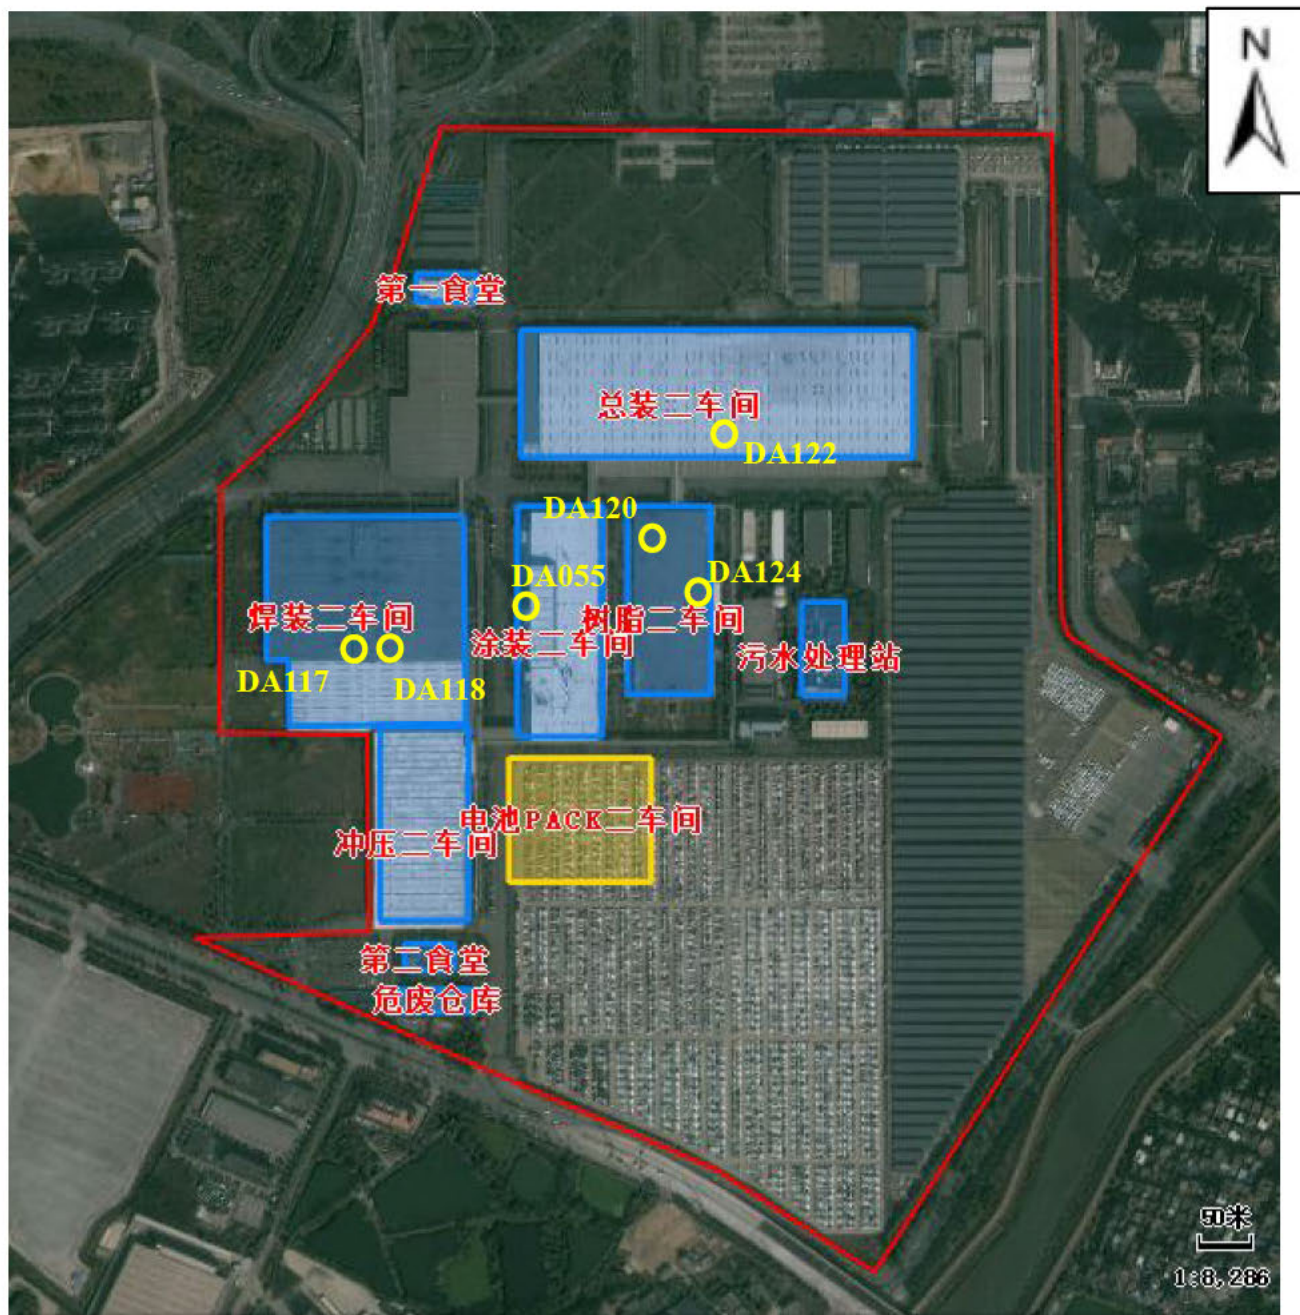 N
第一食堂
总装二车间
DA122
DA120
DA055
DA124
焊装二车间
树脂二车间
涂装二车间
污水处理站
DA117
DA118
电池PACK二车间
冲压二车间
第二食堂
危废仓库
50米
1:8,286